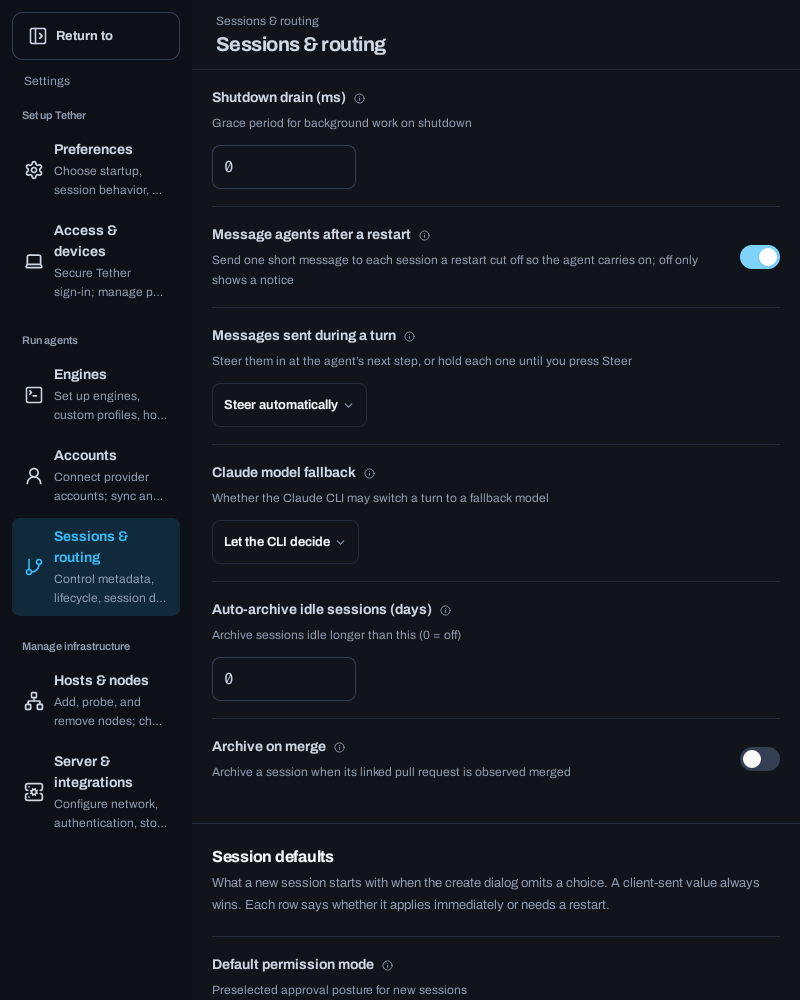 Return to
Settings
Set up Tether
Preferences
Choose startup,
session behavior, ...
Access &
devices
Secure Tether
sign-in; manage p...
Run agents
Engines
Set up engines,
custom profiles, ho...
Accounts
Connect provider
accounts; sync an...
Sessions &
routing
Control metadata,
lifecycle, session d...
Manage infrastructure
Hosts & nodes
Add, probe, and
remove nodes; ch...
Server &
integrations
Configure network,
authentication, sto...
Sessions & routing
Sessions & routing
Shutdown drain (ms)
Grace period for background work on shutdown
0
Message agents after a restart
Send one short message to each session a restart cut off so the agent carries on; off only
shows a notice
Messages sent during a turn
Steer them in at the agent's next step, or hold each one until you press Steer
Steer automatically
Claude model fallback
Whether the Claude CLI may switch a turn to a fallback model
Let the CLI decide
Auto-archive idle sessions (days)
Archive sessions idle longer than this (0 = off)
0
Archive on merge
Archive a session when its linked pull request is observed merged
Session defaults
What a new session starts with when the create dialog omits a choice. A client-sent value always
wins. Each row says whether it applies immediately or needs a restart.
Default permission mode
Preselected approval posture for new sessions